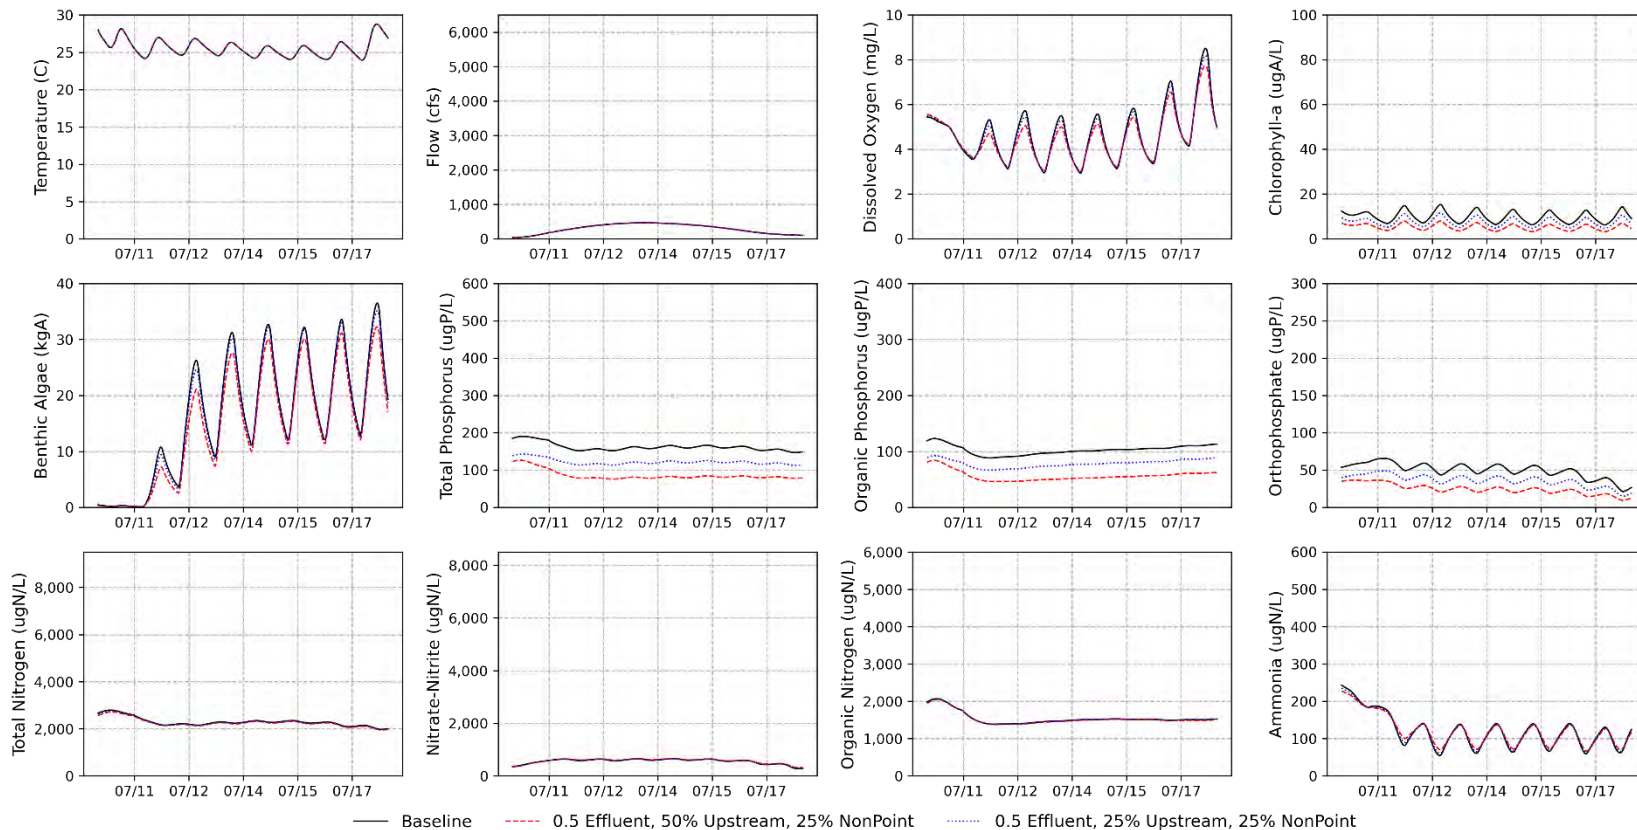 Temperature (C)
30
25
20
15
10
5
0
07/11 07/12 07/14 07/15 07/17
Flow (cfs)
6,000
5,000
4,000
3,000
2,000
1,000
0
07/11 07/12 07/14 07/15 07/17
Dissolved Oxygen (mg/L)
10
8
6
4
2
0
07/11 07/12 07/14 07/15 07/17
Chlorophyll-a (ugA/L)
100
80
60
40
20
0
07/11 07/12 07/14 07/15 07/17
Benthic Algae (kgA)
40
30
20
10
0
07/11 07/12 07/14 07/15 07/17
Total Phosphorus (ugP/L)
600
500
400
300
200
100
0
07/11 07/12 07/14 07/15 07/17
Organic Phosphorus (ugP/L)
400
300
200
100
0
07/11 07/12 07/14 07/15 07/17
Orthophosphate (ugP/L)
300
250
200
150
100
50
0
07/11 07/12 07/14 07/15 07/17
Total Nitrogen (ugN/L)
8,000
6,000
4,000
2,000
0
07/11 07/12 07/14 07/15 07/17
Nitrate-Nitrite (ugN/L)
8,000
6,000
4,000
2,000
0
07/11 07/12 07/14 07/15 07/17
Organic Nitrogen (ugN/L)
6,000
5,000
4,000
3,000
2,000
1,000
0
07/11 07/12 07/14 07/15 07/17
Ammonia (ugN/L)
600
500
400
300
200
100
0
07/11 07/12 07/14 07/15 07/17
Baseline 0.5 Effluent, 50% Upstream, 25% NonPoint 0.5 Effluent, 25% Upstream, 25% NonPoint